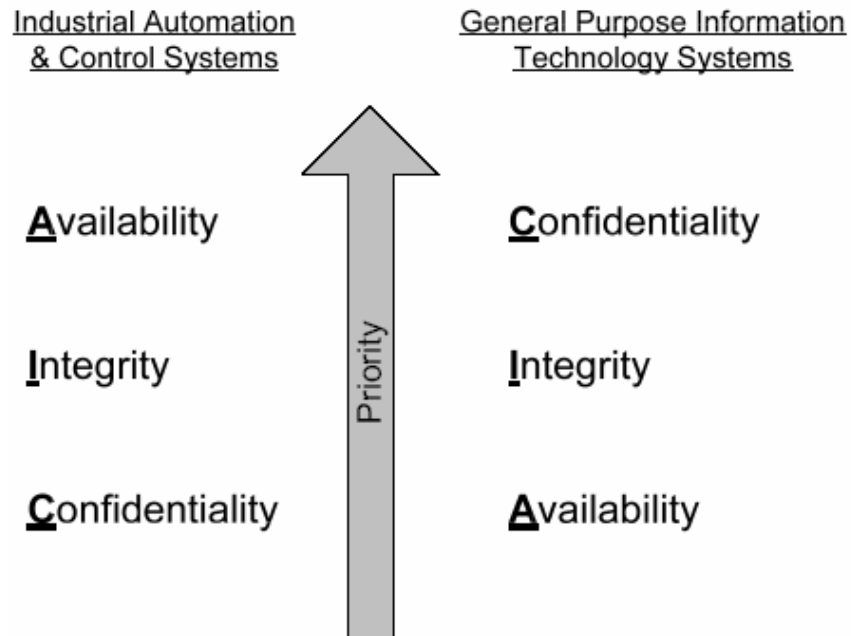 Industrial Automation
& Control Systems
General Purpose Information
Technology Systems
Availability
Integrity
Confidentiality
Priority
Confidentiality
Integrity
Availability